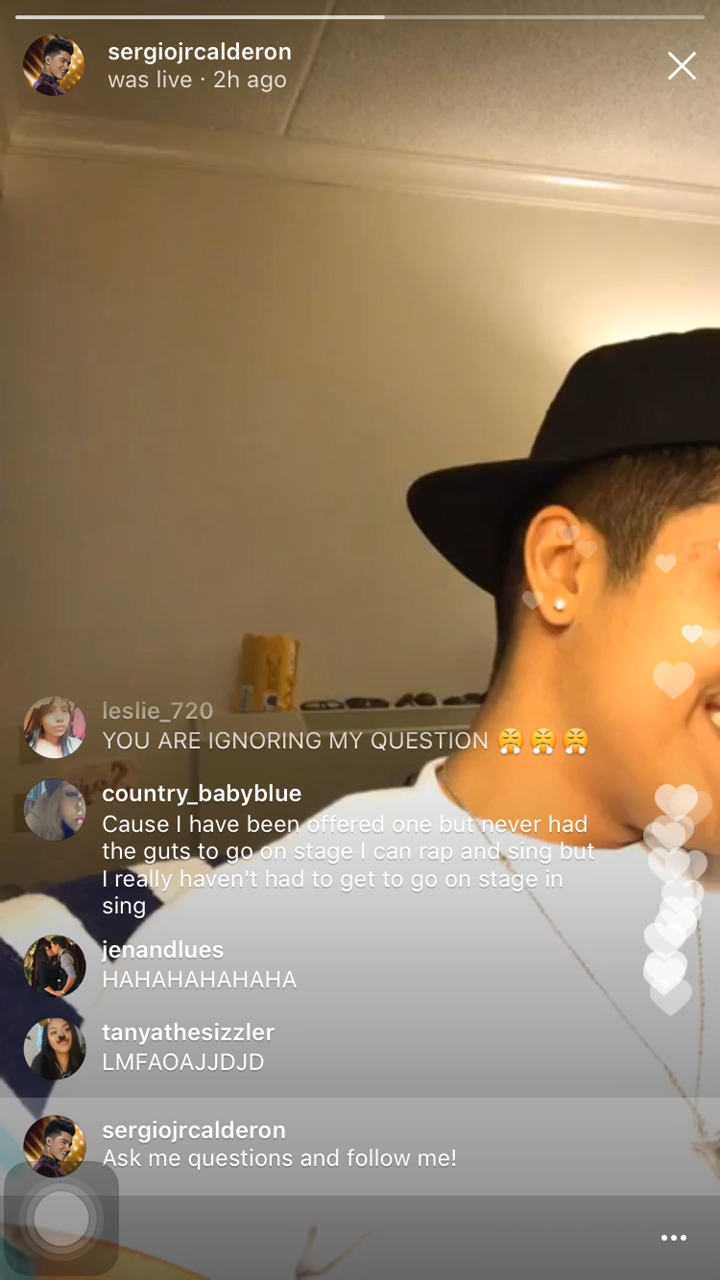 sergiojrcalderon
was live · 2h ago
leslie_720
YOU ARE IGNORING MY QUESTION 😤 😤 😤
country_babyblue
Cause I have been offered one but never had
the guts to go on stage I can rap and sing but
I really haven't had to get to go on stage in
sing
jenandlues
HAHAHAHAHAHA
tanyathesizzler
LMFAOAJJDJD
sergiojrcalderon
Ask me questions and follow me!